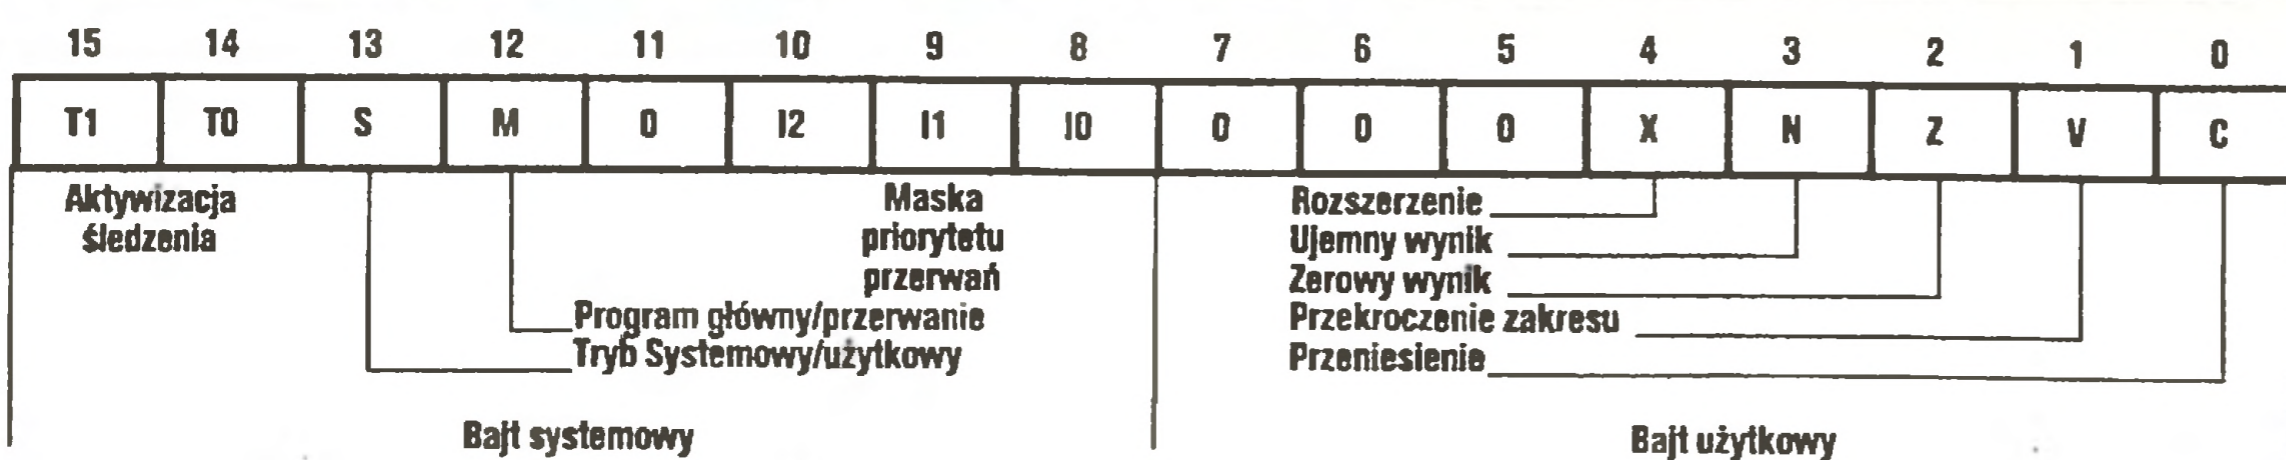 15 14 13 12 11 10 9 8 7 6 5 4 3 2 1 0
T1 T0 S M 0 I2 I1 I0 0 0 0 X N Z V C
Aktywizacja
śledzenia
Maska
priorytetu
przerwań
Program główny/przerwanie
Tryb Systemowy/użytkowy
Rozszerzenie
Ujemny wynik
Zerowy wynik
Przekroczenie zakresu
Przeniesienie
Bajt systemowy
Bajt użytkowy